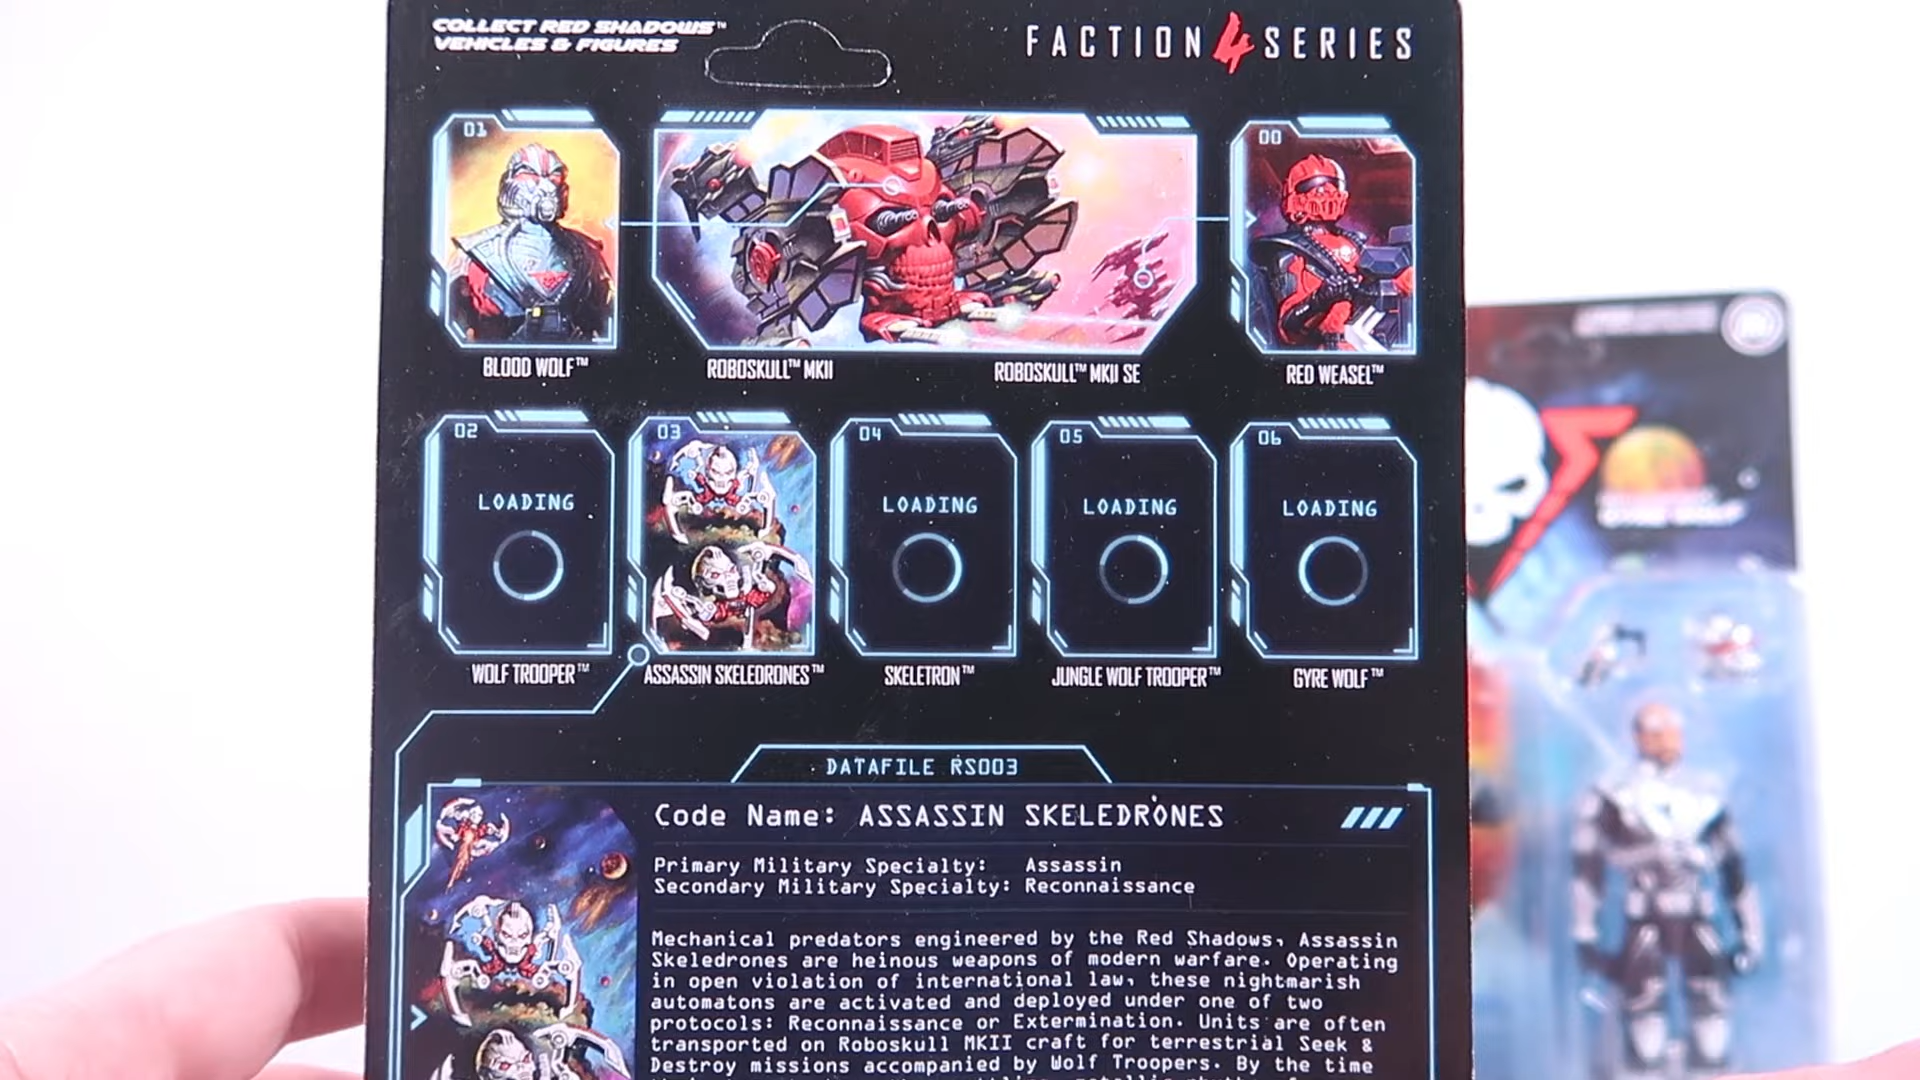 COLLECT RED SHADOWS™
VEHICLES & FIGURES
FACTION 4 SERIES
01
00
BLOOD WOLF™
ROBOSKULL™ MKII
ROBOSKULL™ MKII SE
RED WEASEL™
02
03
04
05
06
LOADING
LOADING
LOADING
LOADING
WOLF TROOPER™
ASSASSIN SKELEDRONES™
SKELETRON™
JUNGLE WOLF TROOPER™
GYRE WOLF™
DATAFILE RS003
Code Name: ASSASSIN SKELEDRONES
Primary Military Specialty: Assassin
Secondary Military Specialty: Reconnaissance
Mechanical predators engineered by the Red Shadows, Assassin
Skeledrones are heinous weapons of modern warfare. Operating
in open violation of international law, these nightmarish
automatons are activated and deployed under one of two
protocols: Reconnaissance or Extermination. Units are often
transported on Roboskull MKII craft for terrestrial Seek &
Destroy missions accompanied by Wolf Troopers. By the time
GYRE WOLF